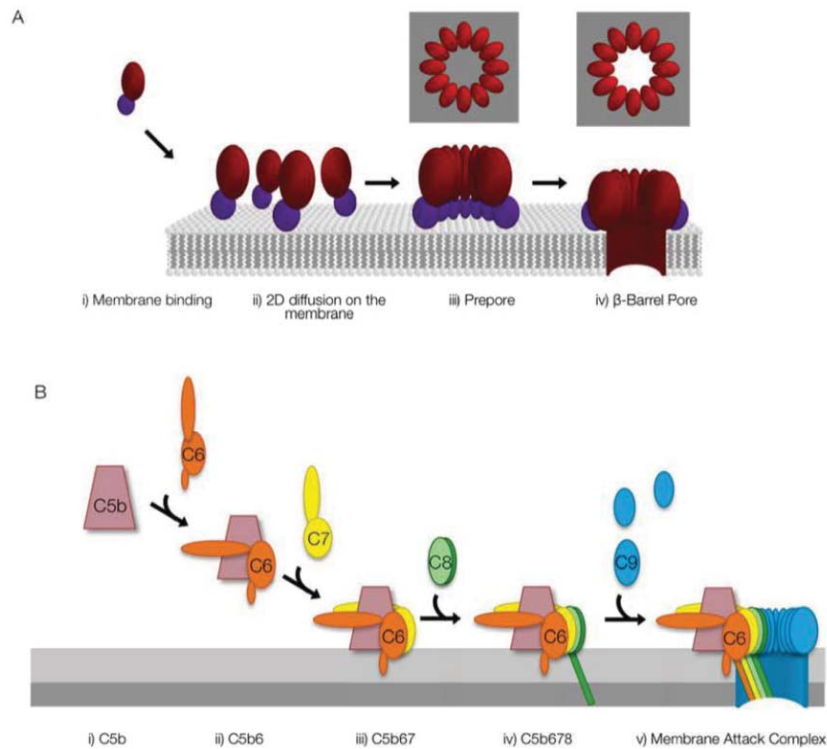 A
i) Membrane binding
ii) 2D diffusion on the
membrane
iii) Prepore
iv) β-Barrel Pore
B
C6
C5b
C7
C6
C8
C9
C6
C6
C6
i) C5b
ii) C5b6
iii) C5b67
iv) C5b678
v) Membrane Attack Complex